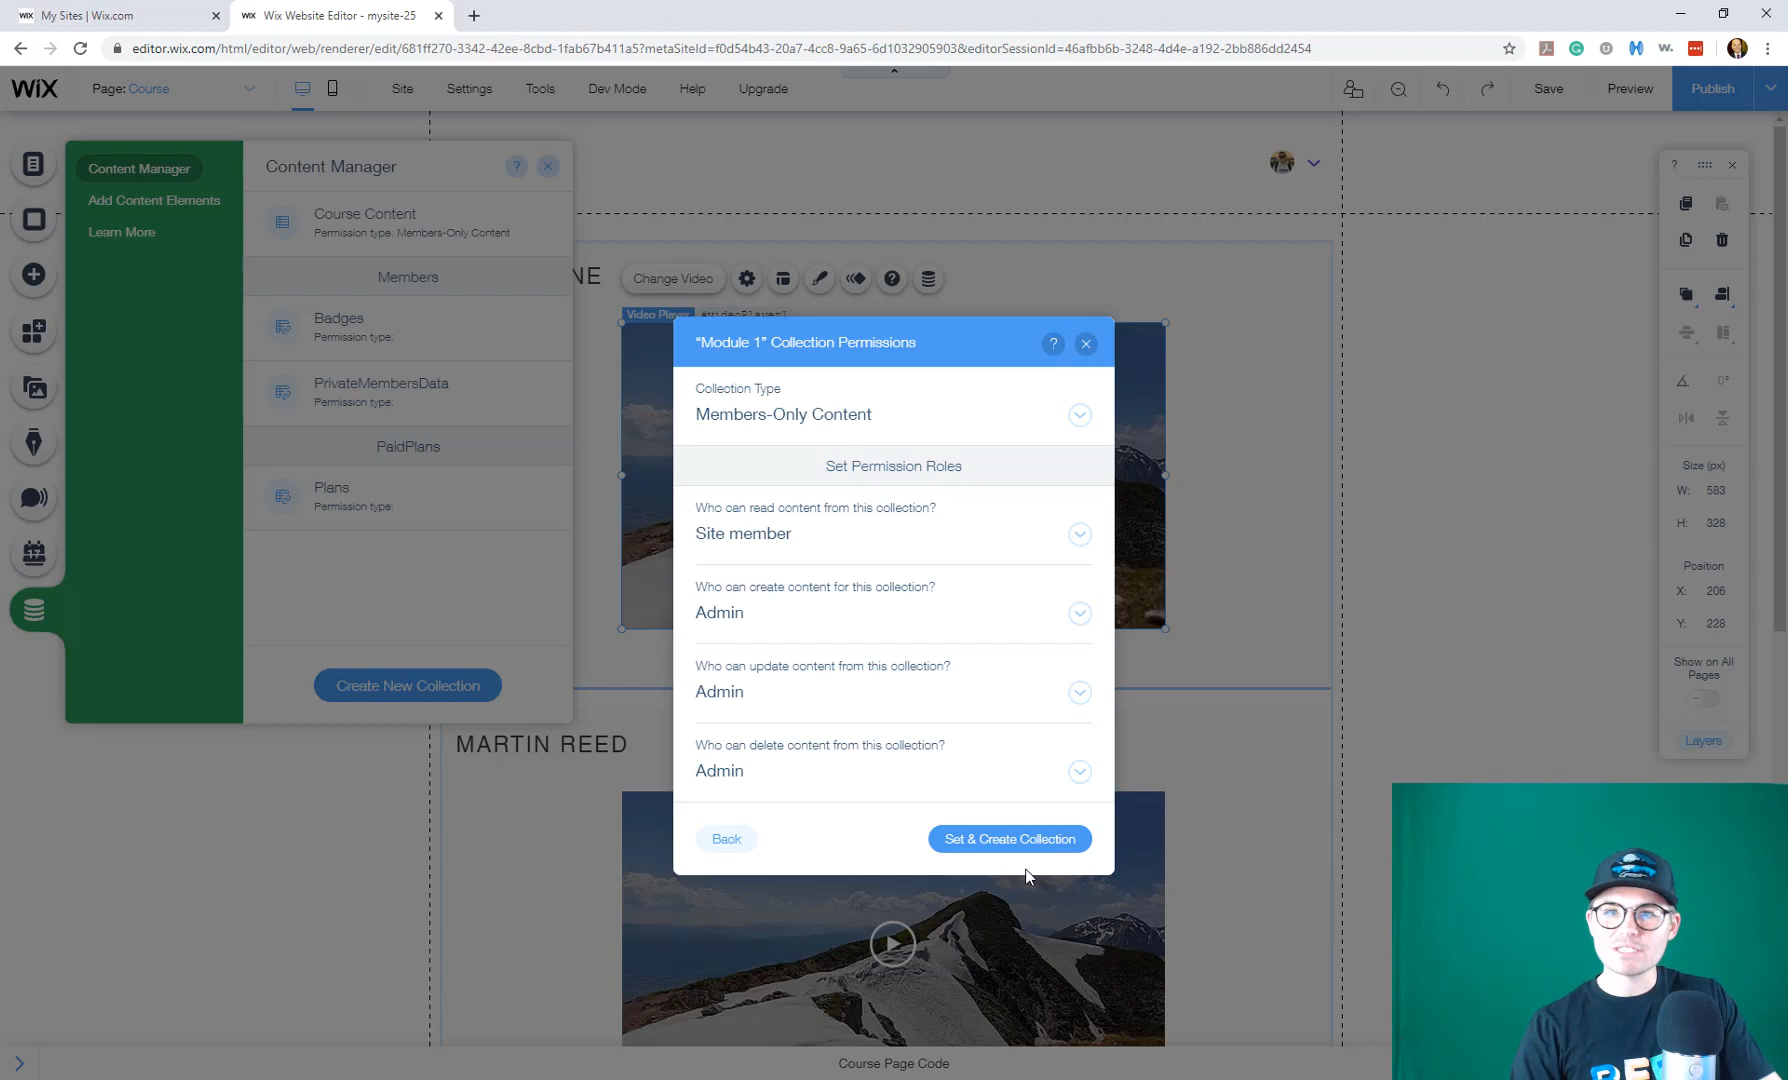 WiX My Sites | Wix.com
WiX Wix Website Editor - mysite-25
editor.wix.com/html/editor/web/renderer/edit/681ff270-3342-42ee-8cbd-1fab67b411a5?metaSiteId=f0d54b43-20a7-4cc8-9a65-6d1032905903&editorSessionId=46afbb6b-3248-4d4e-a192-2bb886dd2454
WiX
Page: Course
Site
Settings
Tools
Dev Mode
Help
Upgrade
Save
Preview
Publish
Content Manager
Add Content Elements
Learn More
Content Manager
?
Course Content
Permission type: Members-Only Content
Members
Badges
Permission type:
PrivateMembersData
Permission type:
PaidPlans
Plans
Permission type:
Create New Collection
NE
Change Video
?
Video Player
#videoPlayer1
"Module 1" Collection Permissions
?
Collection Type
Members-Only Content
Set Permission Roles
Who can read content from this collection?
Site member
Who can create content for this collection?
Admin
Who can update content from this collection?
Admin
Who can delete content from this collection?
Admin
Back
Set & Create Collection
MARTIN REED
?
0°
Size (px)
W: 583
H: 328
Position
X: 206
Y: 228
Show on All
Pages
Layers
Course Page Code